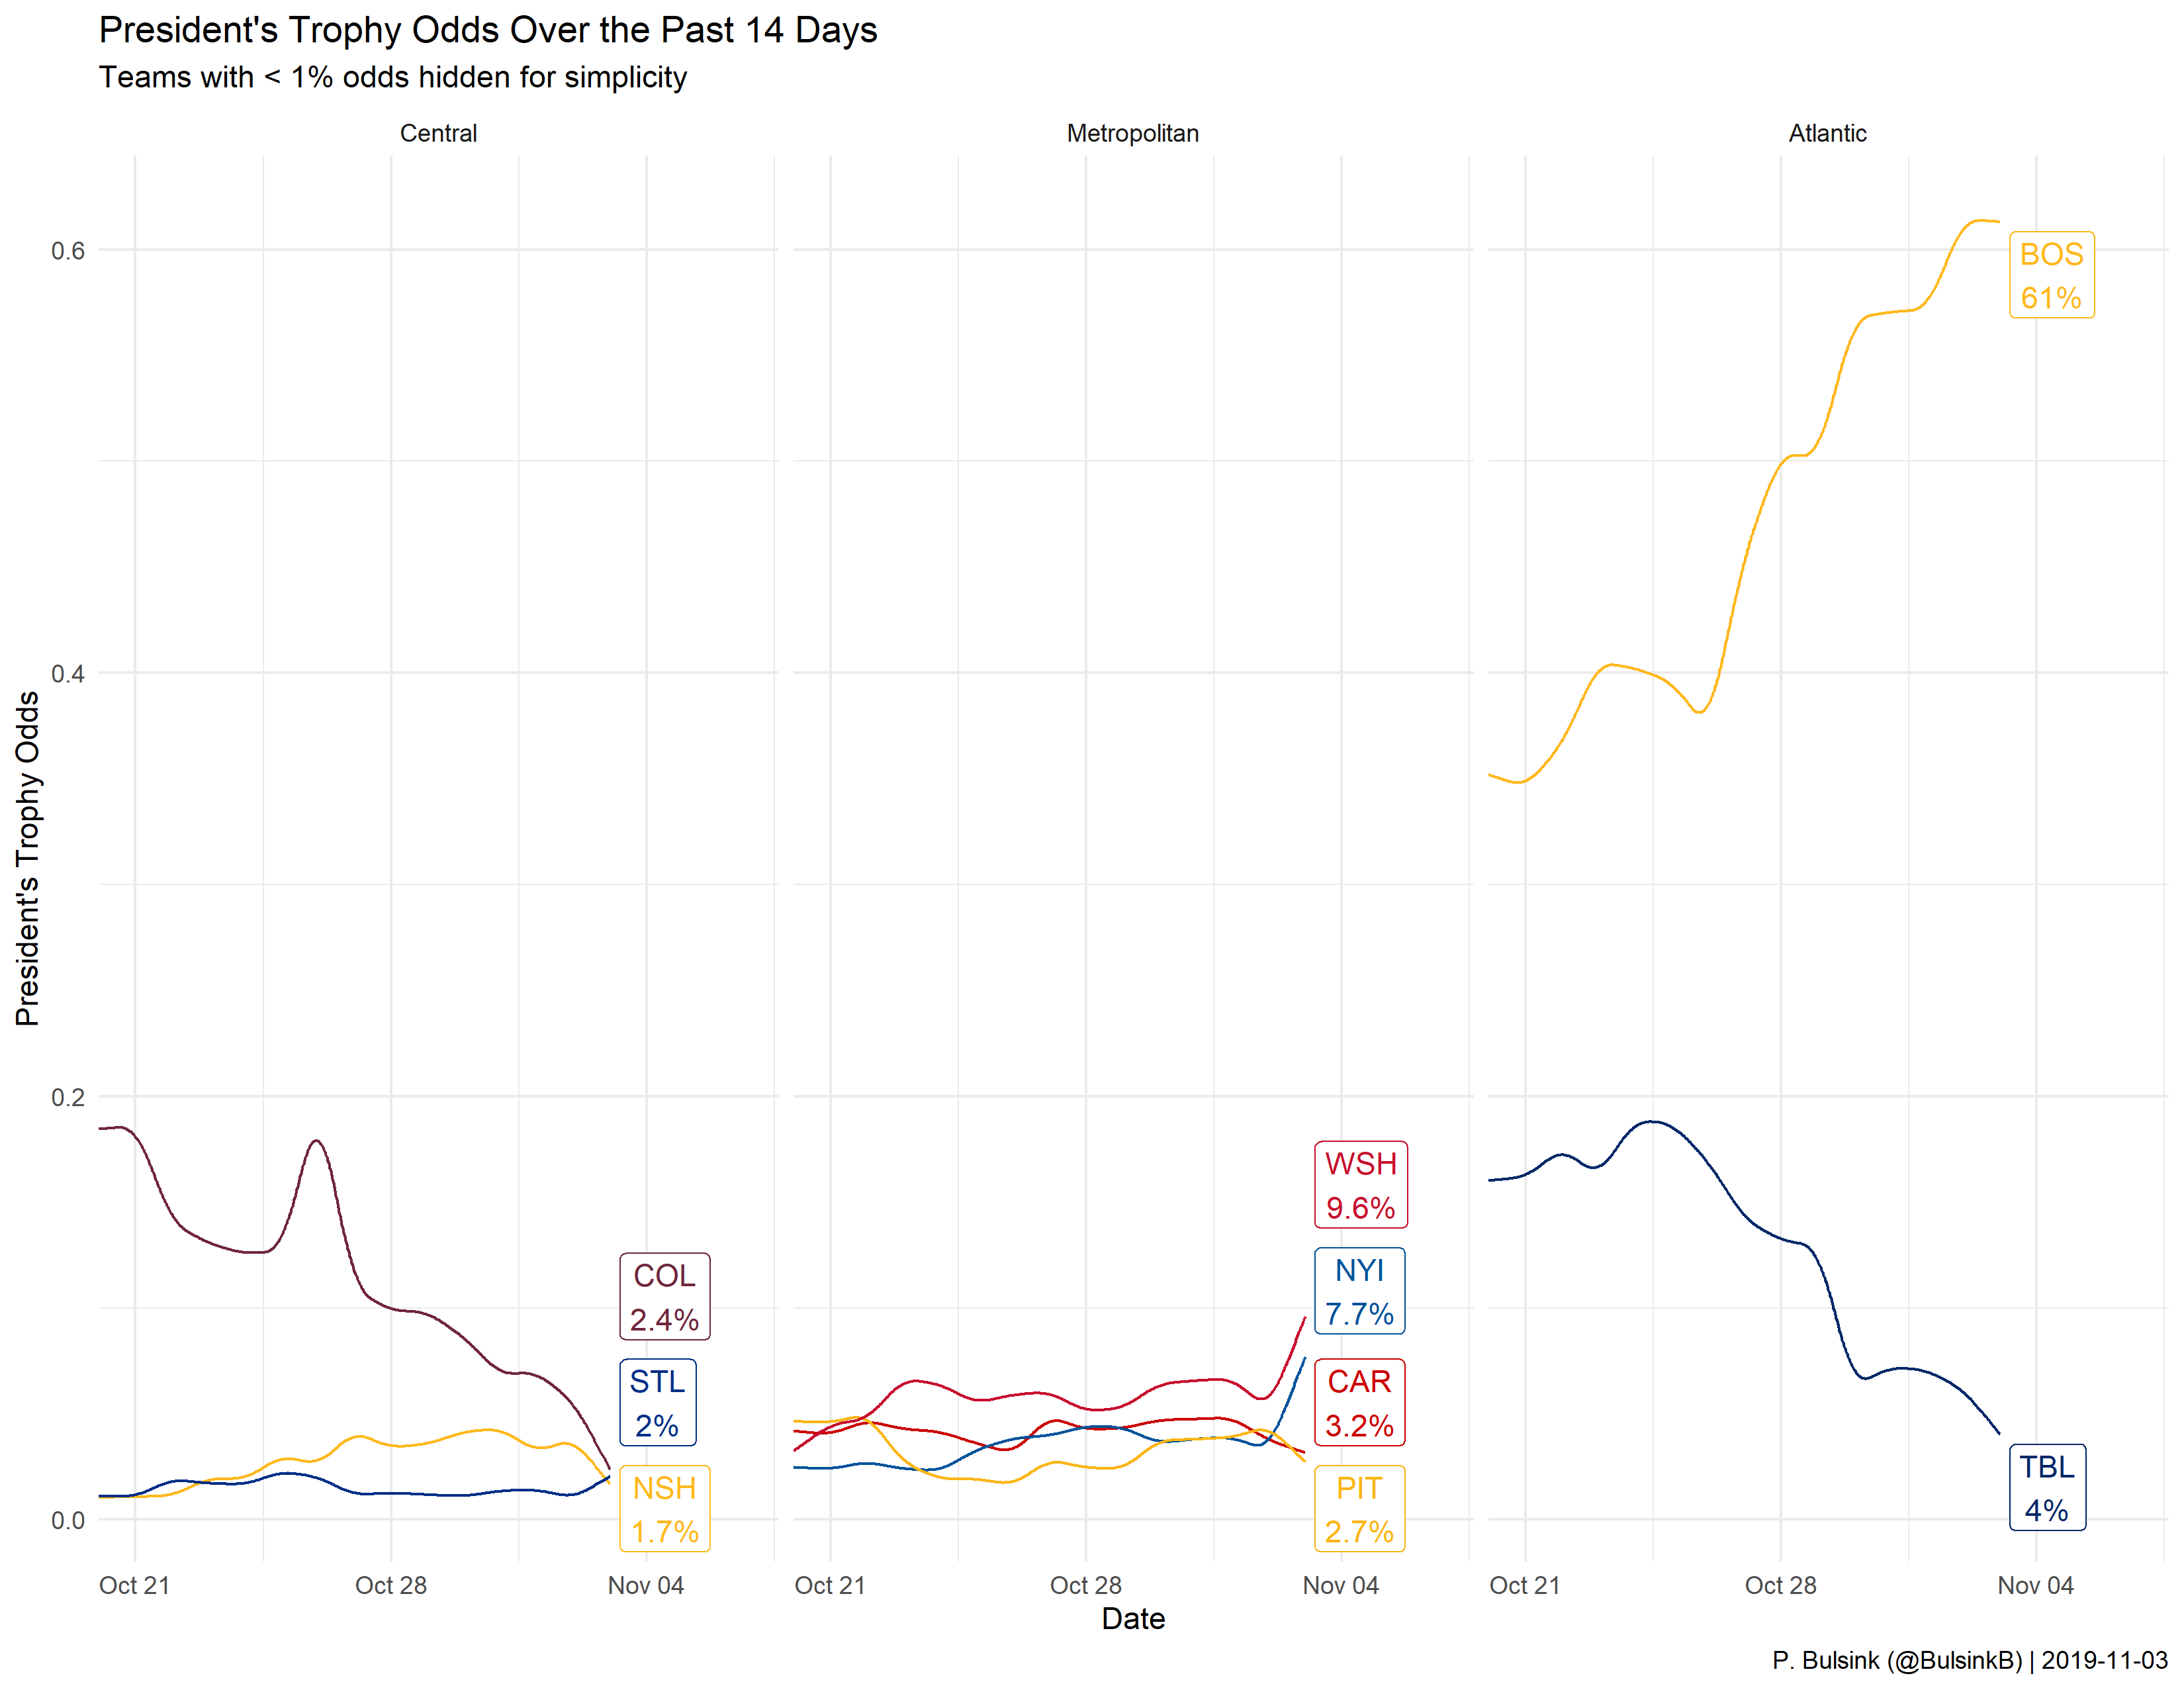 President's Trophy Odds Over the Past 14 Days
Teams with < 1% odds hidden for simplicity
Central
Metropolitan
Atlantic
President's Trophy Odds
0.6
0.4
0.2
0.0
COL
2.4%
STL
2%
NSH
1.7%
WSH
9.6%
NYI
7.7%
CAR
3.2%
PIT
2.7%
BOS
61%
TBL
4%
Oct 21
Oct 28
Nov 04
Oct 21
Oct 28
Nov 04
Oct 21
Oct 28
Nov 04
Date
P. Bulsink (@BulsinkB) | 2019-11-03